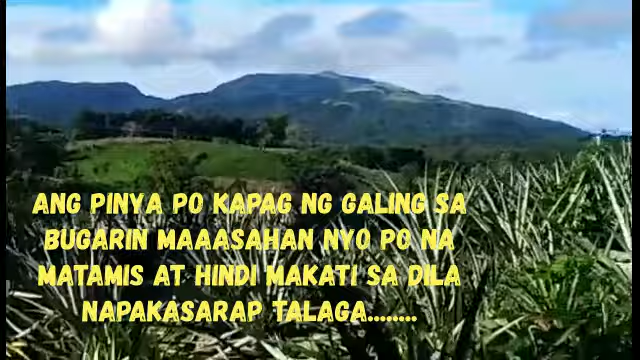 ANG PINYA PO KAPAG NG GALING SA
BUGARIN MAAASAHAN NYO PO NA
MATAMIS AT HINDI MAKATI SA DILA
NAPAKASARAP TALAGA........